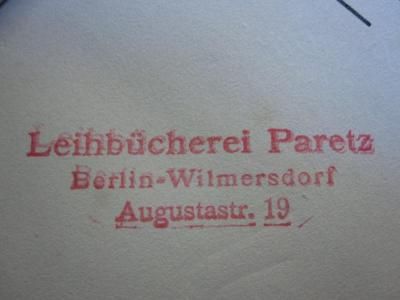 Leihbücherei Paretz
Berlin-Wilmersdorf
Augustastr. 19